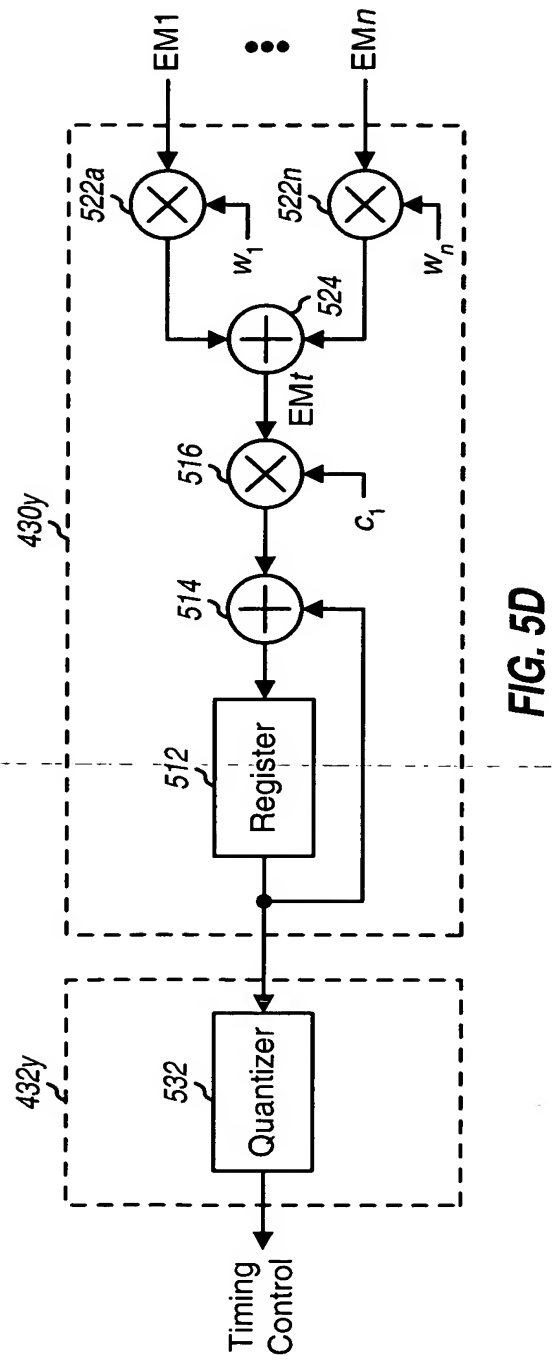 432y
532
Quantizer
Timing
Control
430y
512
Register
514
516
c₁
EMt
524
522a
w₁
EM1
522n
wₙ
EMn
FIG. 5D